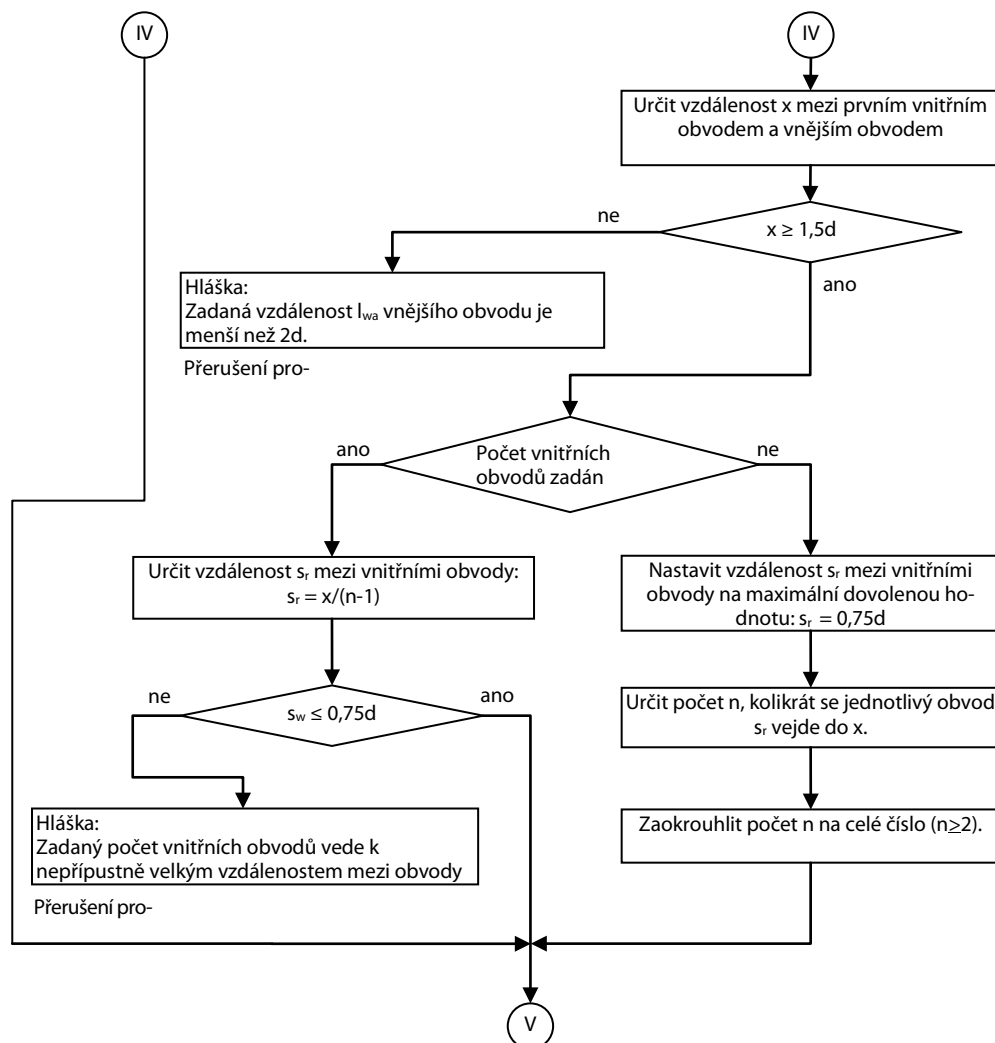 IV
IV
Určit vzdálenost x mezi prvním vnitřním
obvodem a vnějším obvodem
ne
x ≥ 1,5d
ano
Hláška:
Zadaná vzdálenost lwa vnějšího obvodu je
menší než 2d.
Přerušení pro-
ano
Počet vnitřních
obvodů zadán
ne
Určit vzdálenost sr mezi vnitřními obvody:
sr = x/(n-1)
Nastavit vzdálenost sr mezi vnitřními
obvody na maximální dovolenou ho-
dnotu: sr = 0,75d
ne
sw ≤ 0,75d
ano
Určit počet n, kolikrát se jednotlivý obvod
sr vejde do x.
Hláška:
Zadaný počet vnitřních obvodů vede k
nepřípustně velkým vzdálenostem mezi obvody
Přerušení pro-
Zaokrouhlit počet n na celé číslo (n≥2).
V